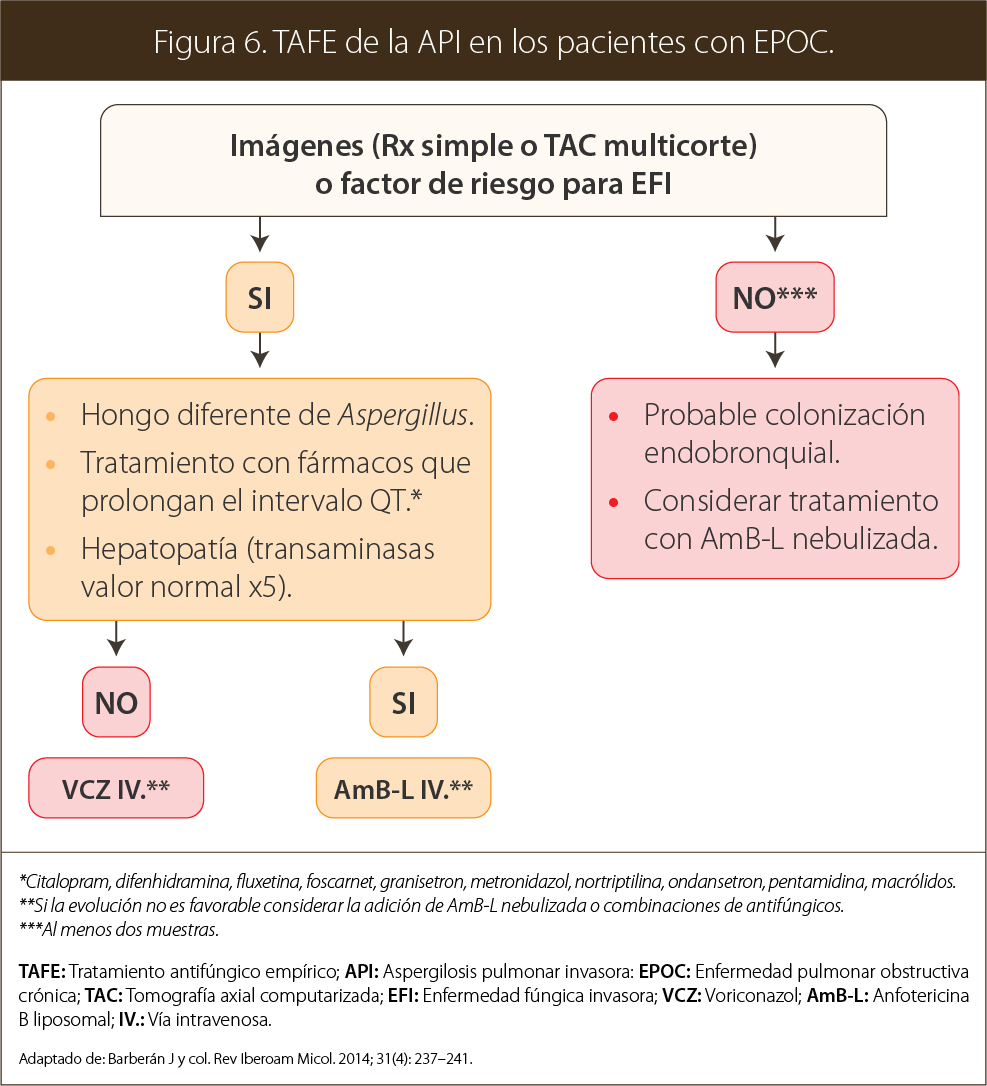 Figura 6. TAFE de la API en los pacientes con EPOC.
Imágenes (Rx simple o TAC multicorte)
o factor de riesgo para EFI
SI
NO***
• Hongo diferente de Aspergillus.
• Tratamiento con fármacos que
prolongan el intervalo QT.*
• Hepatopatía (transaminasas
valor normal x5).
• Probable colonización
endobronquial.
• Considerar tratamiento
con AmB-L nebulizada.
NO
SI
VCZ IV.**
AmB-L IV.**
*Citalopram, difenhidramina, fluxetina, foscarnet, granisetron, metronidazol, nortriptilina, ondansetron, pentamidina, macrólidos.
**Si la evolución no es favorable considerar la adición de AmB-L nebulizada o combinaciones de antifúngicos.
***Al menos dos muestras.
TAFE: Tratamiento antifúngico empírico; API: Aspergilosis pulmonar invasora: EPOC: Enfermedad pulmonar obstructiva
crónica; TAC: Tomografía axial computarizada; EFI: Enfermedad fúngica invasora; VCZ: Voriconazol; AmB-L: Anfotericina
B liposomal; IV.: Vía intravenosa.
Adaptado de: Barberán J y col. Rev Iberoam Micol. 2014; 31(4): 237–241.